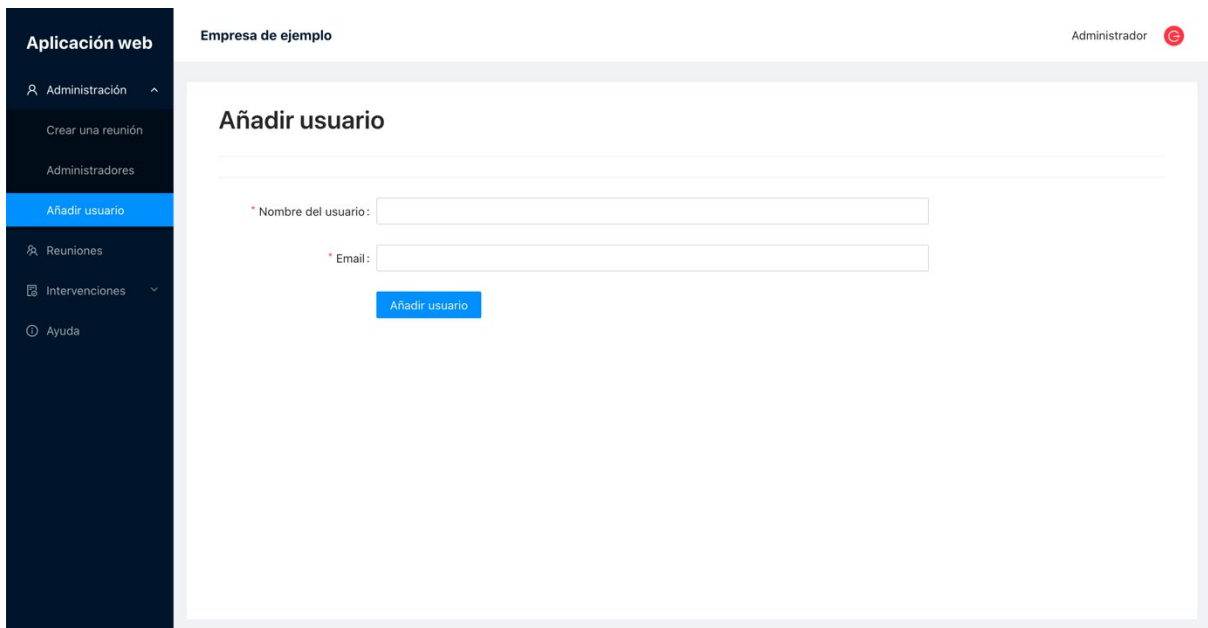 Aplicación web
Empresa de ejemplo
Administrador
Administración
Crear una reunión
Administradores
Añadir usuario
Reuniones
Intervenciones
Ayuda
Añadir usuario
* Nombre del usuario:
* Email:
Añadir usuario